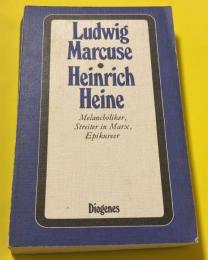 Ludwig
Marcuse
•
Heinrich
Heine
Melancholiker,
Streiter in Marx,
Epikureer
Diogenes